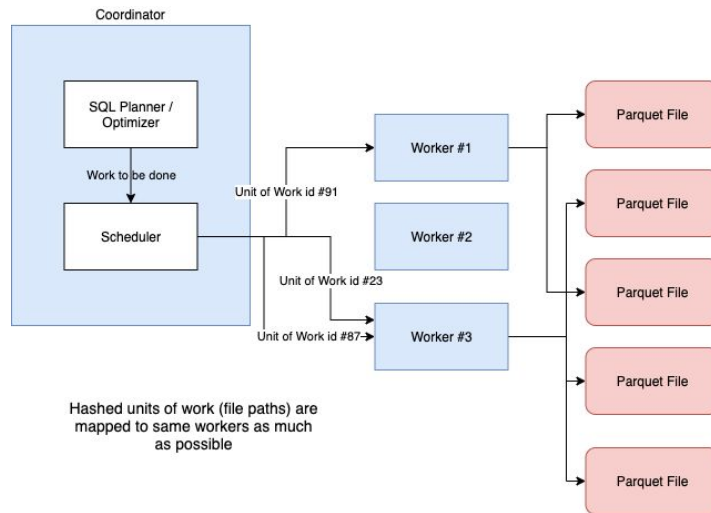 Coordinator
SQL Planner /
Optimizer
Work to be done
Scheduler
Unit of Work id #91
Unit of Work id #23
Unit of Work id #87
Worker #1
Worker #2
Worker #3
Parquet File
Parquet File
Parquet File
Parquet File
Parquet File
Hashed units of work (file paths) are
mapped to same workers as much
as possible